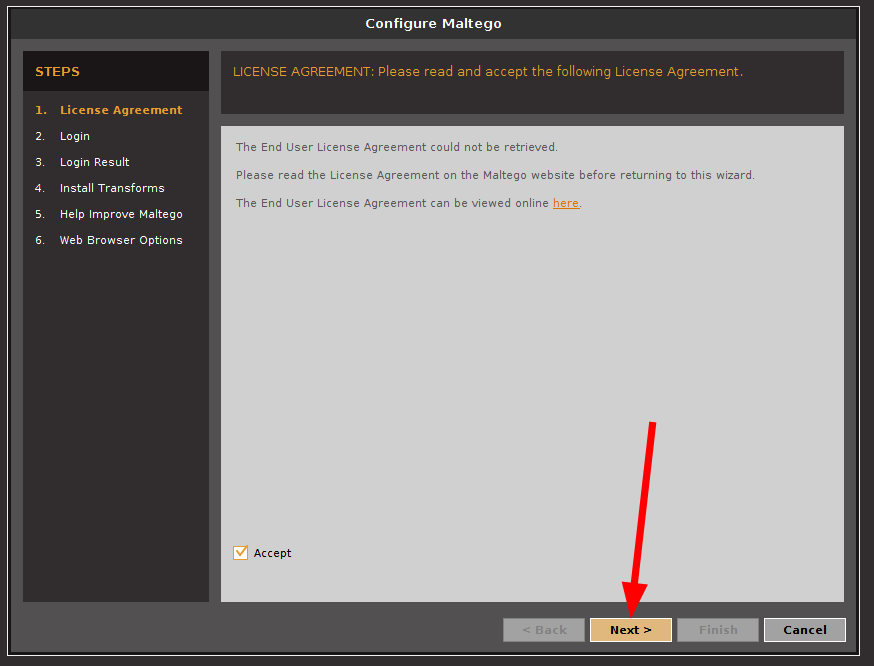 Configure Maltego
STEPS
1. License Agreement
2. Login
3. Login Result
4. Install Transforms
5. Help Improve Maltego
6. Web Browser Options
LICENSE AGREEMENT: Please read and accept the following License Agreement.
The End User License Agreement could not be retrieved.
Please read the License Agreement on the Maltego website before returning to this wizard.
The End User License Agreement can be viewed online here.
Accept
< Back Next > Finish Cancel